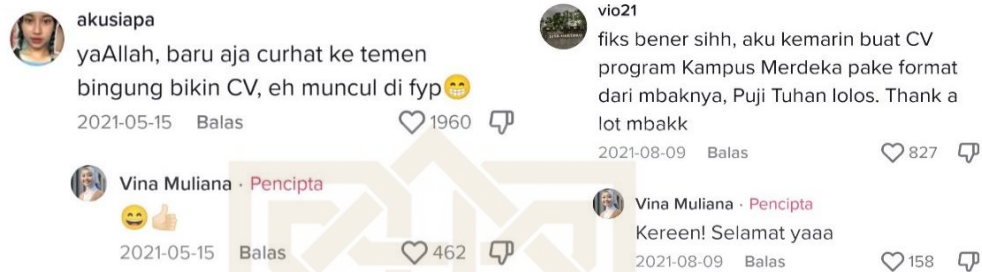 akusiapa
yaAllah, baru aja curhat ke temen
bingung bikin CV, eh muncul di fyp😁
2021-05-15 Balas 1960
Vina Muliana · Pencipta
😄👍🏻
2021-05-15 Balas 462
vio21
fiks bener sihh, aku kemarin buat CV
program Kampus Merdeka pake format
dari mbaknya, Puji Tuhan lolos. Thank a
lot mbakk
2021-08-09 Balas 827
Vina Muliana · Pencipta
Kereen! Selamat yaaa
2021-08-09 Balas 158